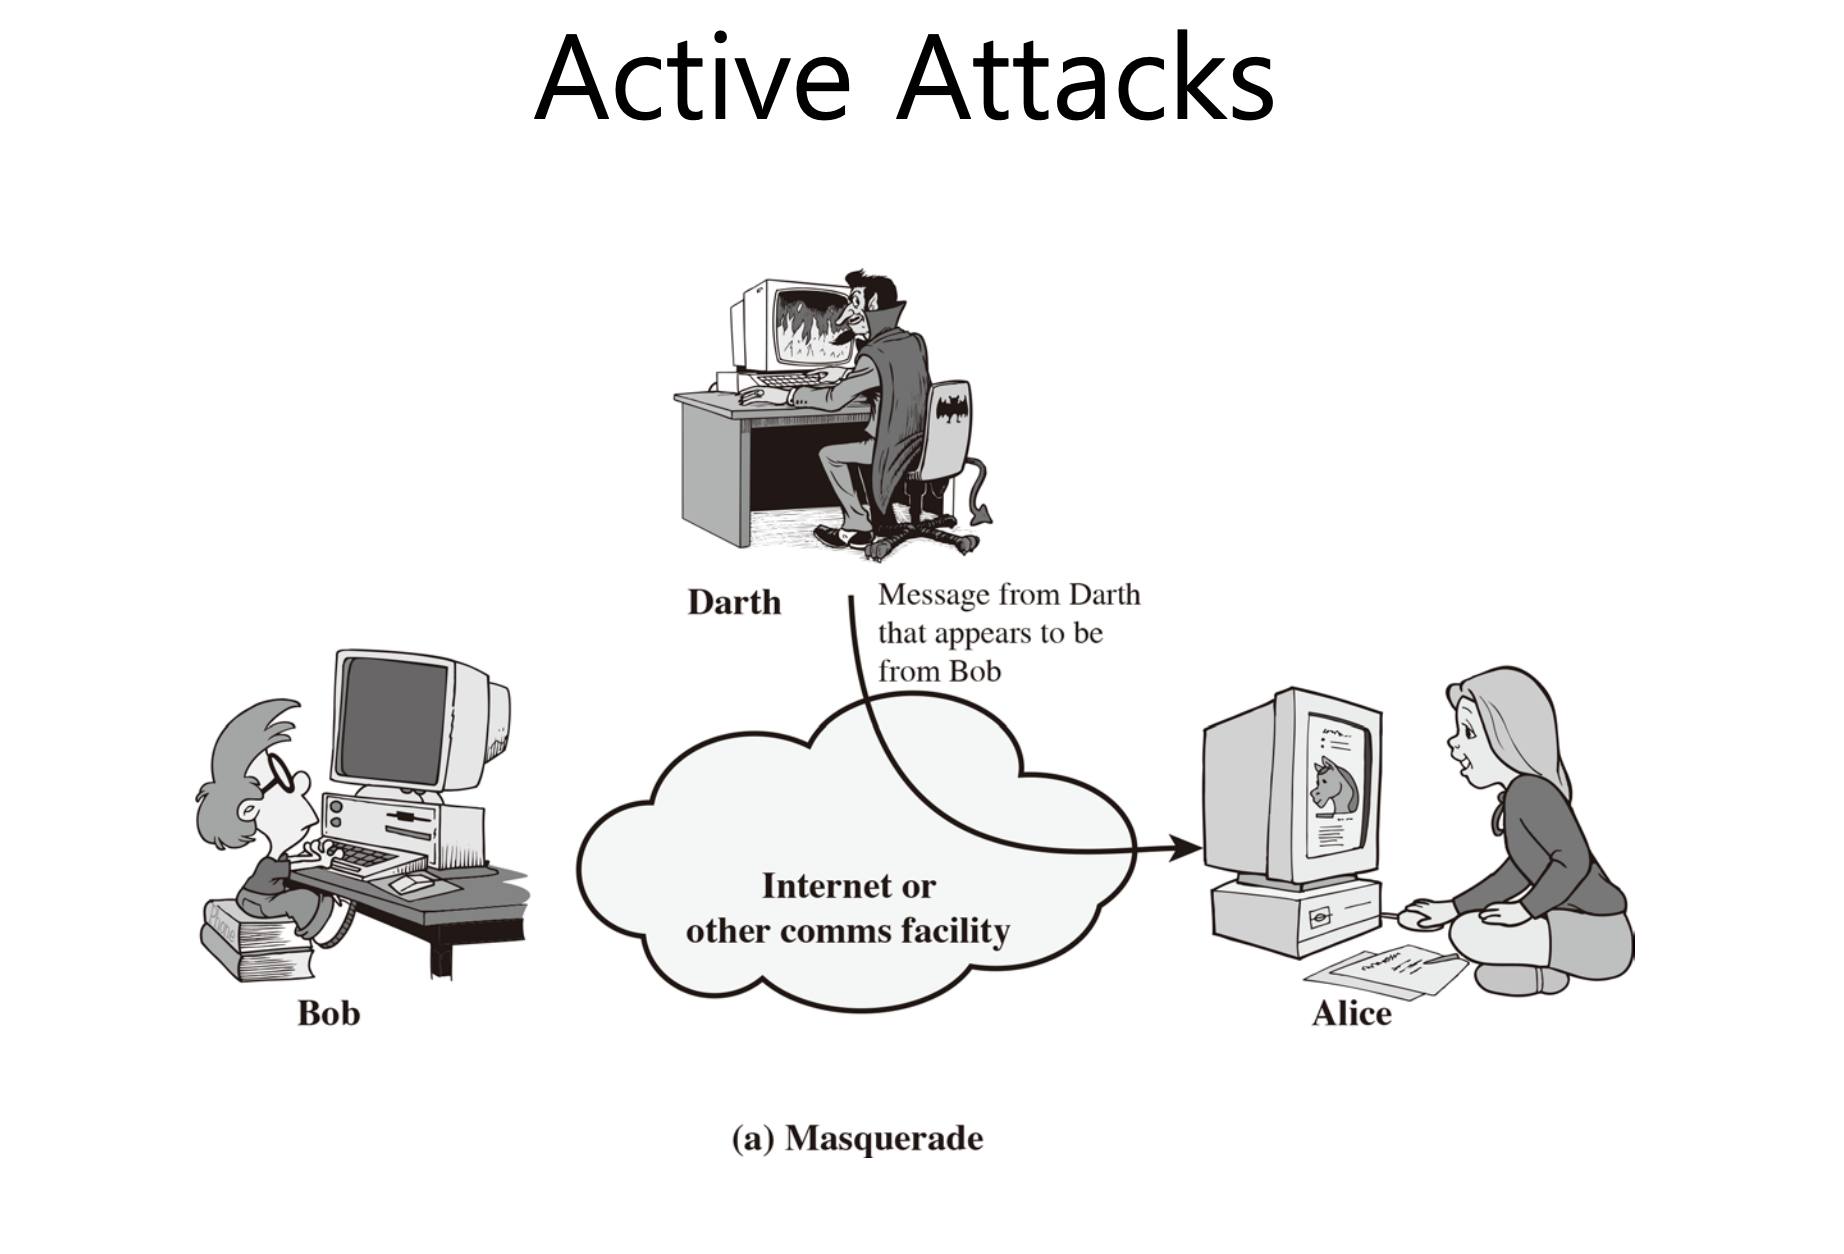 Active Attacks
Darth
Message from Darth
that appears to be
from Bob
Internet or
other comms facility
Phone
Bob
Alice
(a) Masquerade